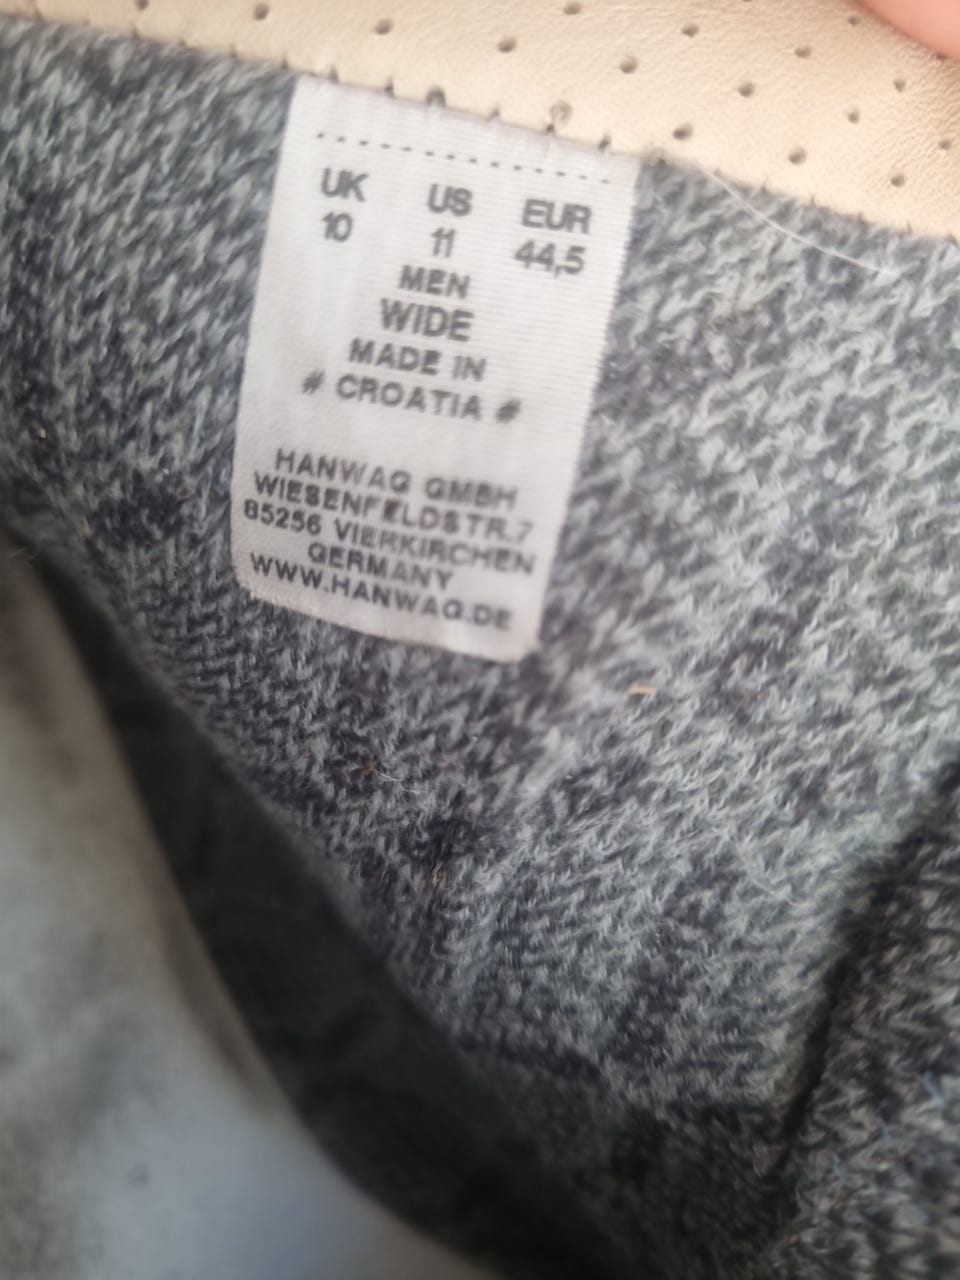 UK US EUR
10 11 44,5
MEN
WIDE
MADE IN
# CROATIA #
HANWAG GMBH
WIESENFELDSTR.7
85256 VIERKIRCHEN
GERMANY
WWW.HANWAG.DE